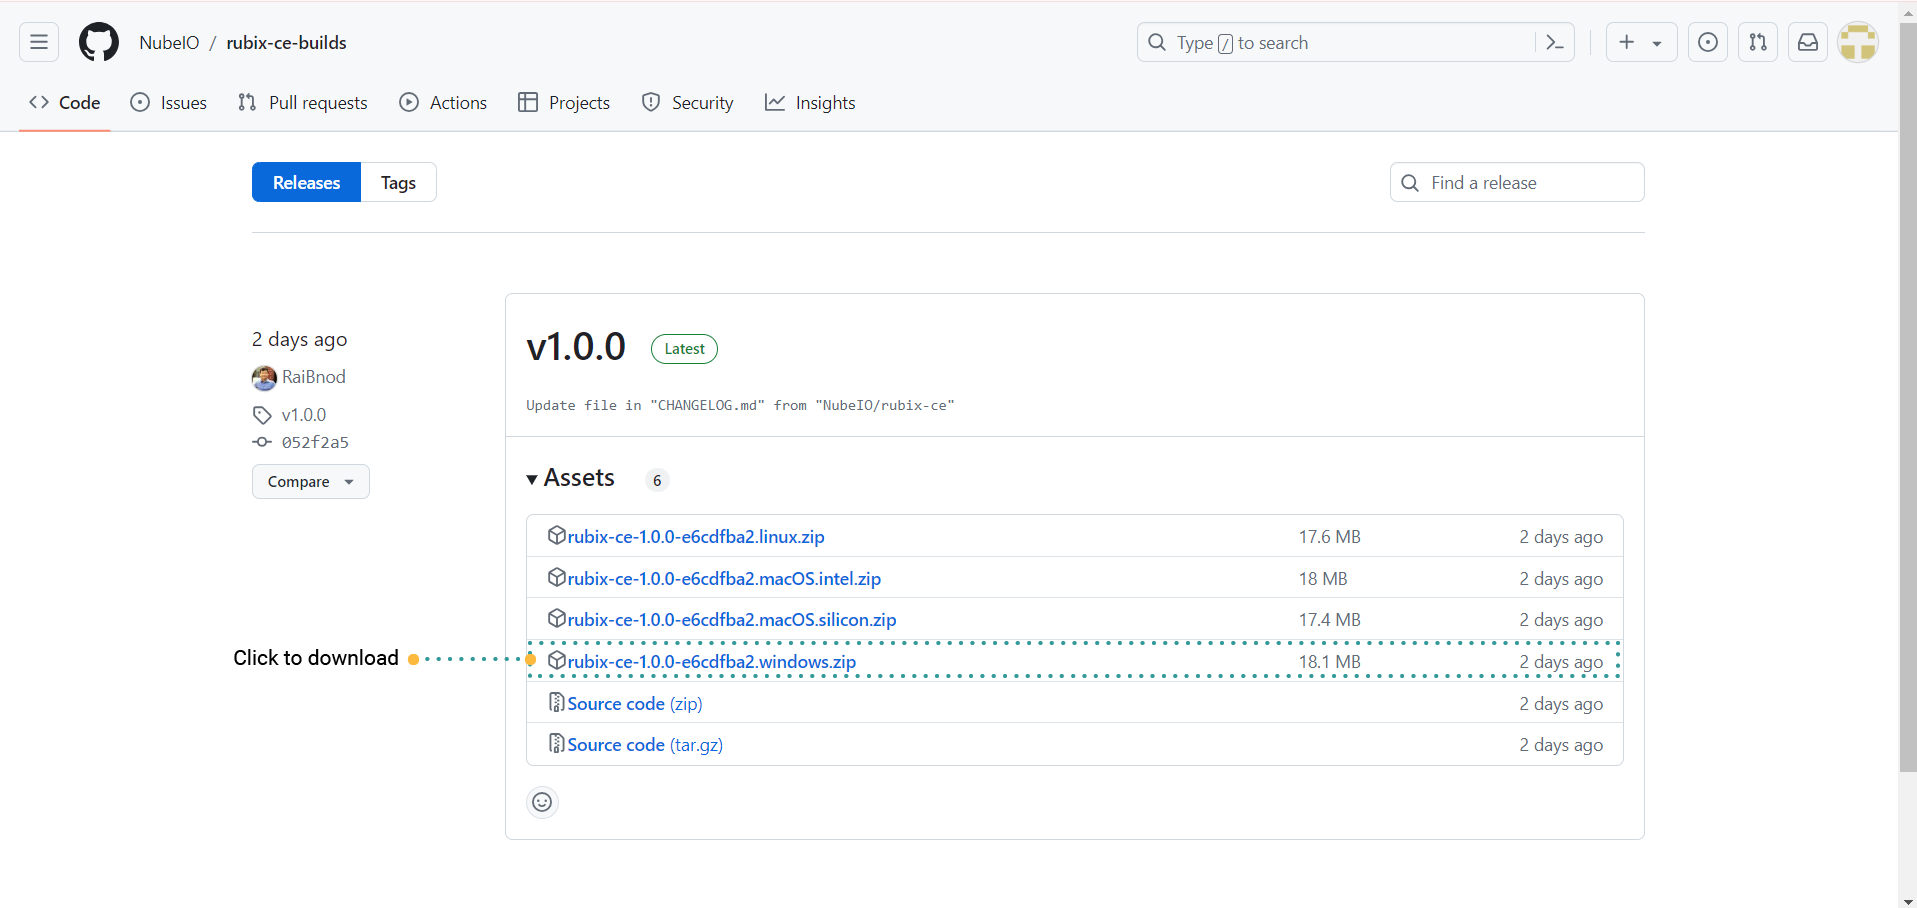 NubeIO / rubix-ce-builds
Type / to search
Code Issues Pull requests Actions Projects Security Insights
Releases Tags
Find a release
2 days ago
RaiBnod
v1.0.0
052f2a5
Compare
v1.0.0 Latest
Update file in "CHANGELOG.md" from "NubeIO/rubix-ce"
Assets 6
rubix-ce-1.0.0-e6cdfba2.linux.zip 17.6 MB 2 days ago
rubix-ce-1.0.0-e6cdfba2.macOS.intel.zip 18 MB 2 days ago
rubix-ce-1.0.0-e6cdfba2.macOS.silicon.zip 17.4 MB 2 days ago
Click to download
rubix-ce-1.0.0-e6cdfba2.windows.zip 18.1 MB 2 days ago
Source code (zip) 2 days ago
Source code (tar.gz) 2 days ago